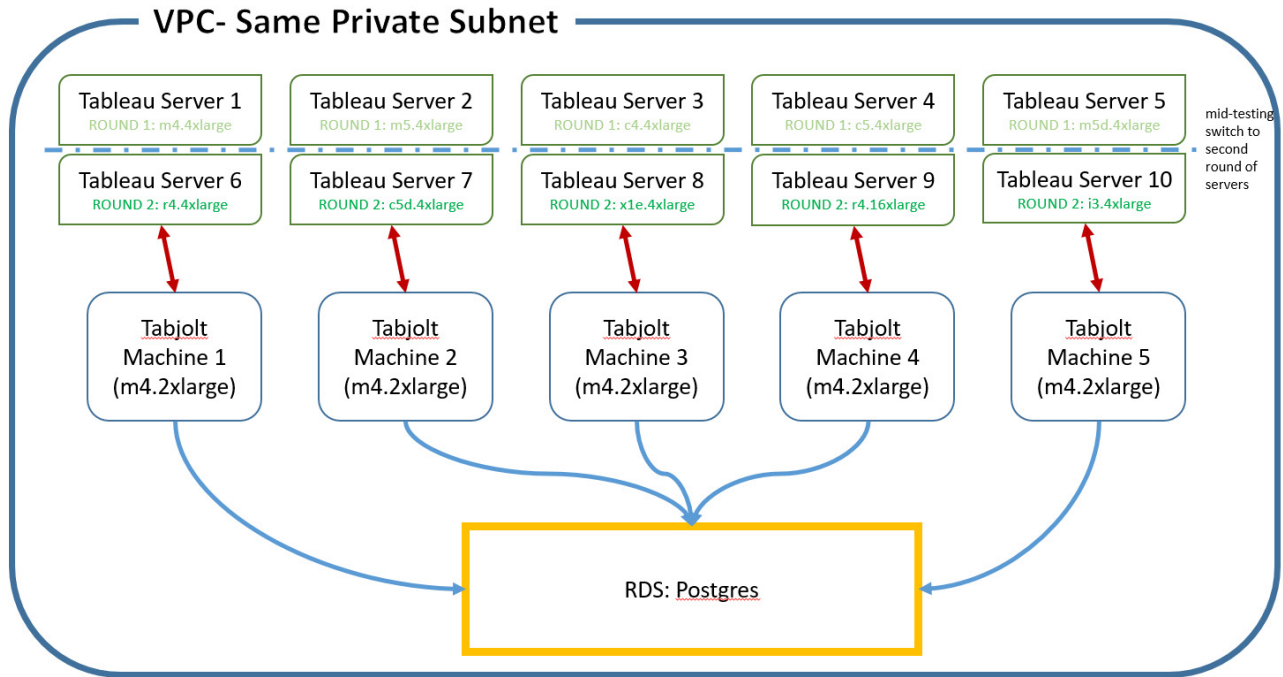 VPC- Same Private Subnet
Tableau Server 1
ROUND 1: m4.4xlarge
Tableau Server 2
ROUND 1: m5.4xlarge
Tableau Server 3
ROUND 1: c4.4xlarge
Tableau Server 4
ROUND 1: c5.4xlarge
Tableau Server 5
ROUND 1: m5d.4xlarge
mid-testing
switch to
second
round of
servers
Tableau Server 6
ROUND 2: r4.4xlarge
Tableau Server 7
ROUND 2: c5d.4xlarge
Tableau Server 8
ROUND 2: x1e.4xlarge
Tableau Server 9
ROUND 2: r4.16xlarge
Tableau Server 10
ROUND 2: i3.4xlarge
Tabjolt
Machine 1
(m4.2xlarge)
Tabjolt
Machine 2
(m4.2xlarge)
Tabjolt
Machine 3
(m4.2xlarge)
Tabjolt
Machine 4
(m4.2xlarge)
Tabjolt
Machine 5
(m4.2xlarge)
RDS: Postgres